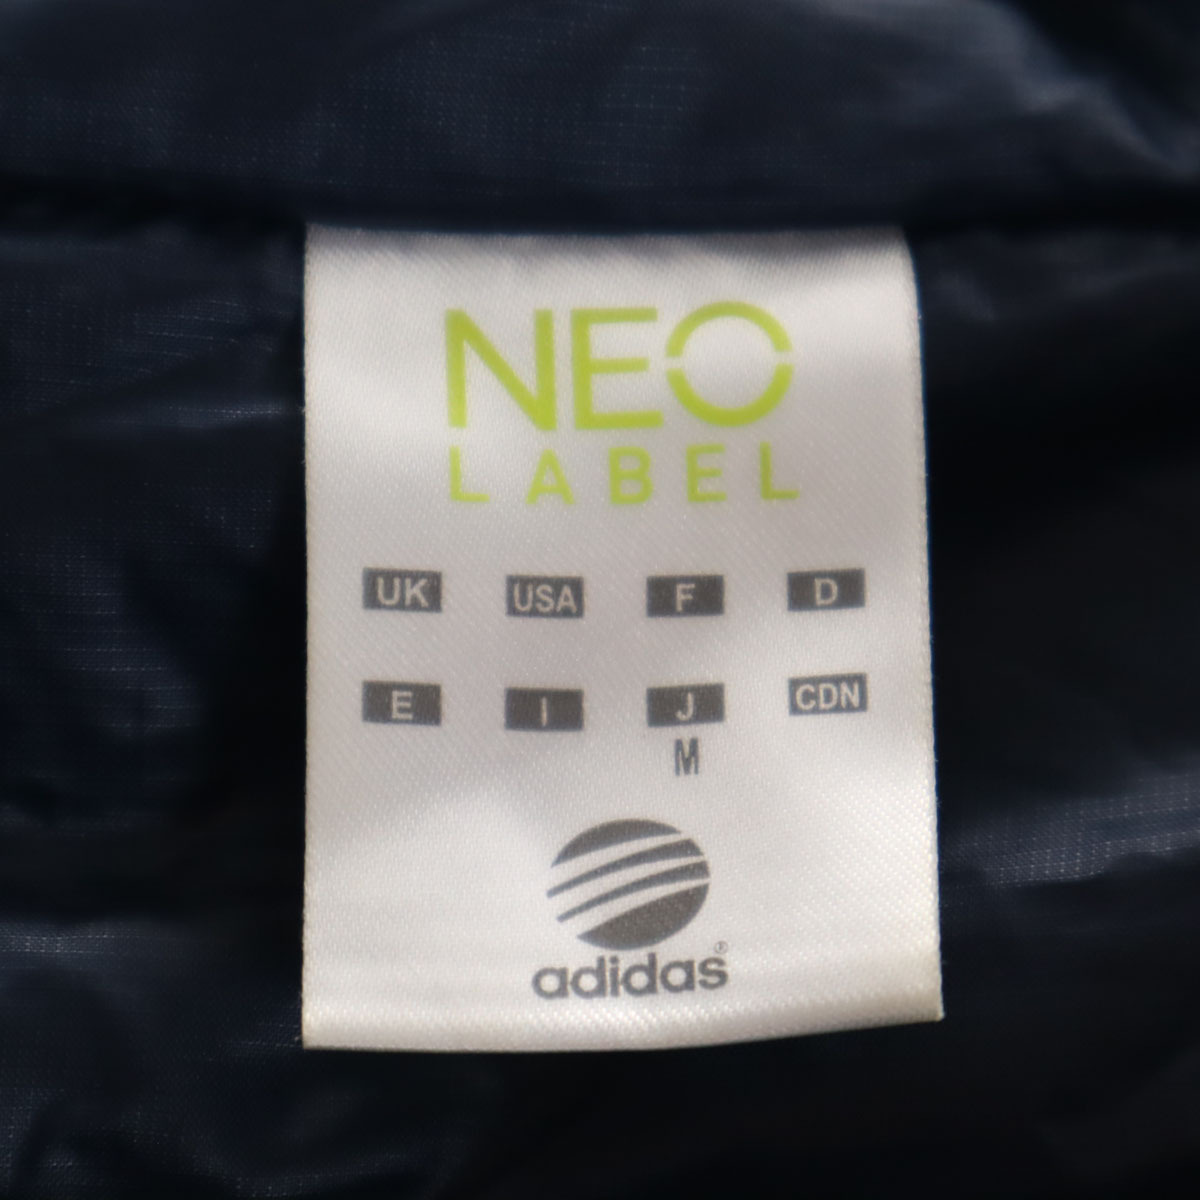 NEO
LABEL
UK USA F D
E I J CDN
M
adidas®